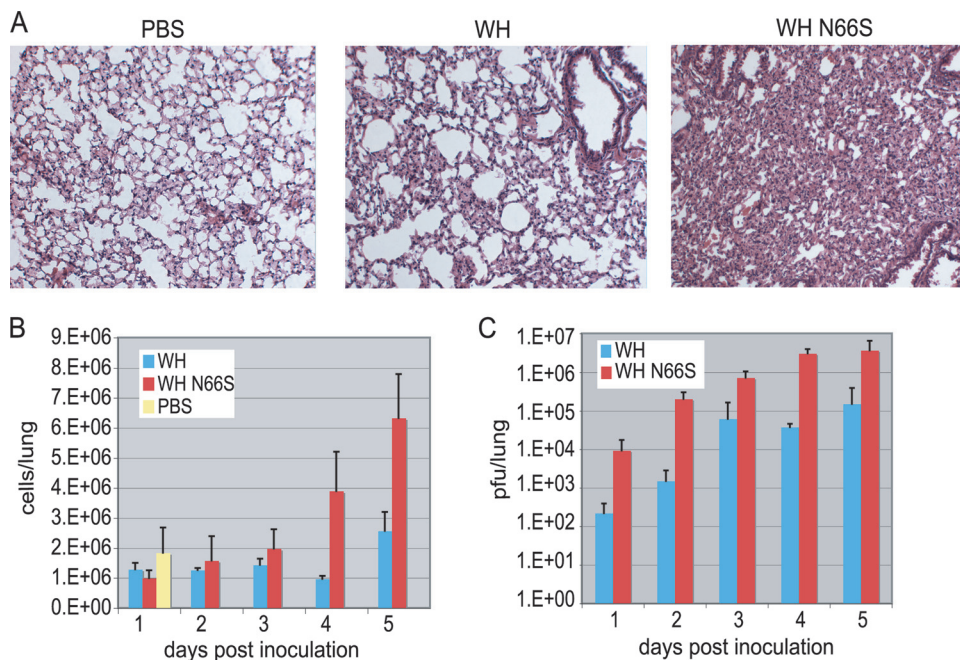 A
PBS
WH
WH N66S
B
9.E+06
8.E+06
7.E+06
6.E+06
5.E+06
4.E+06
3.E+06
2.E+06
1.E+06
0.E+00
cells/lung
WH
WH N66S
PBS
1 2 3 4 5
days post inoculation
C
1.E+07
1.E+06
1.E+05
1.E+04
1.E+03
1.E+02
1.E+01
1.E+00
pfu/lung
WH
WH N66S
1 2 3 4 5
days post inoculation